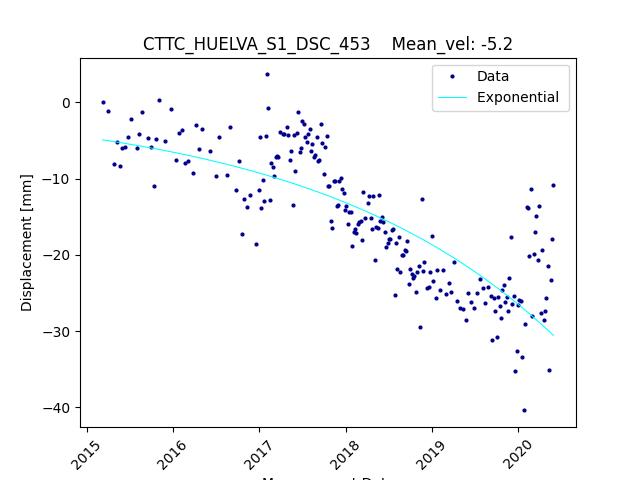 CTTC_HUELVA_S1_DSC_453 Mean_vel: -5.2
Data
Exponential
Displacement [mm]
0
−10
−20
−30
−40
2015
2016
2017
2018
2019
2020